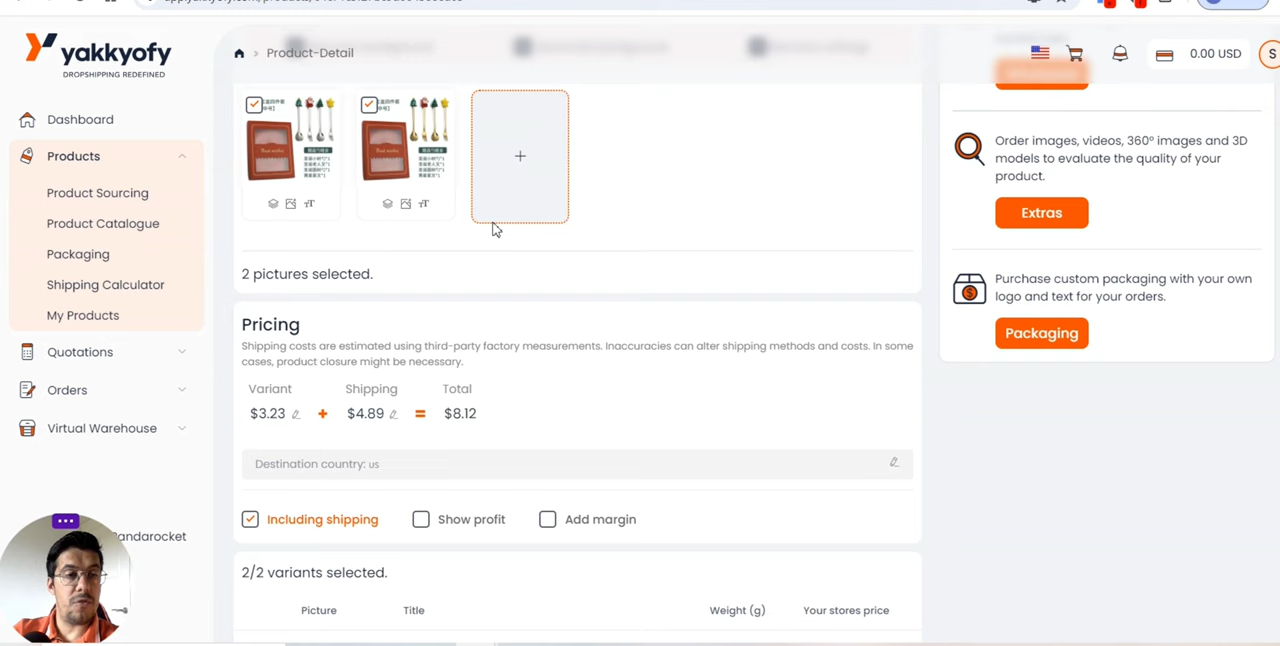 yakkyofy
DROPSHIPPING REDEFINED
Product-Detail
0.00 USD
S
Dashboard
Products
Product Sourcing
Product Catalogue
Packaging
Shipping Calculator
My Products
Quotations
Orders
Virtual Warehouse
andarocket
2 pictures selected.
Pricing
Shipping costs are estimated using third-party factory measurements. Inaccuracies can alter shipping methods and costs. In some
cases, product closure might be necessary.
Variant Shipping Total
$3.23 + $4.89 = $8.12
Destination country: us
Including shipping Show profit Add margin
2/2 variants selected.
Picture Title Weight (g) Your stores price
Order images, videos, 360º images and 3D
models to evaluate the quality of your
product.
Extras
Purchase custom packaging with your own
logo and text for your orders.
Packaging